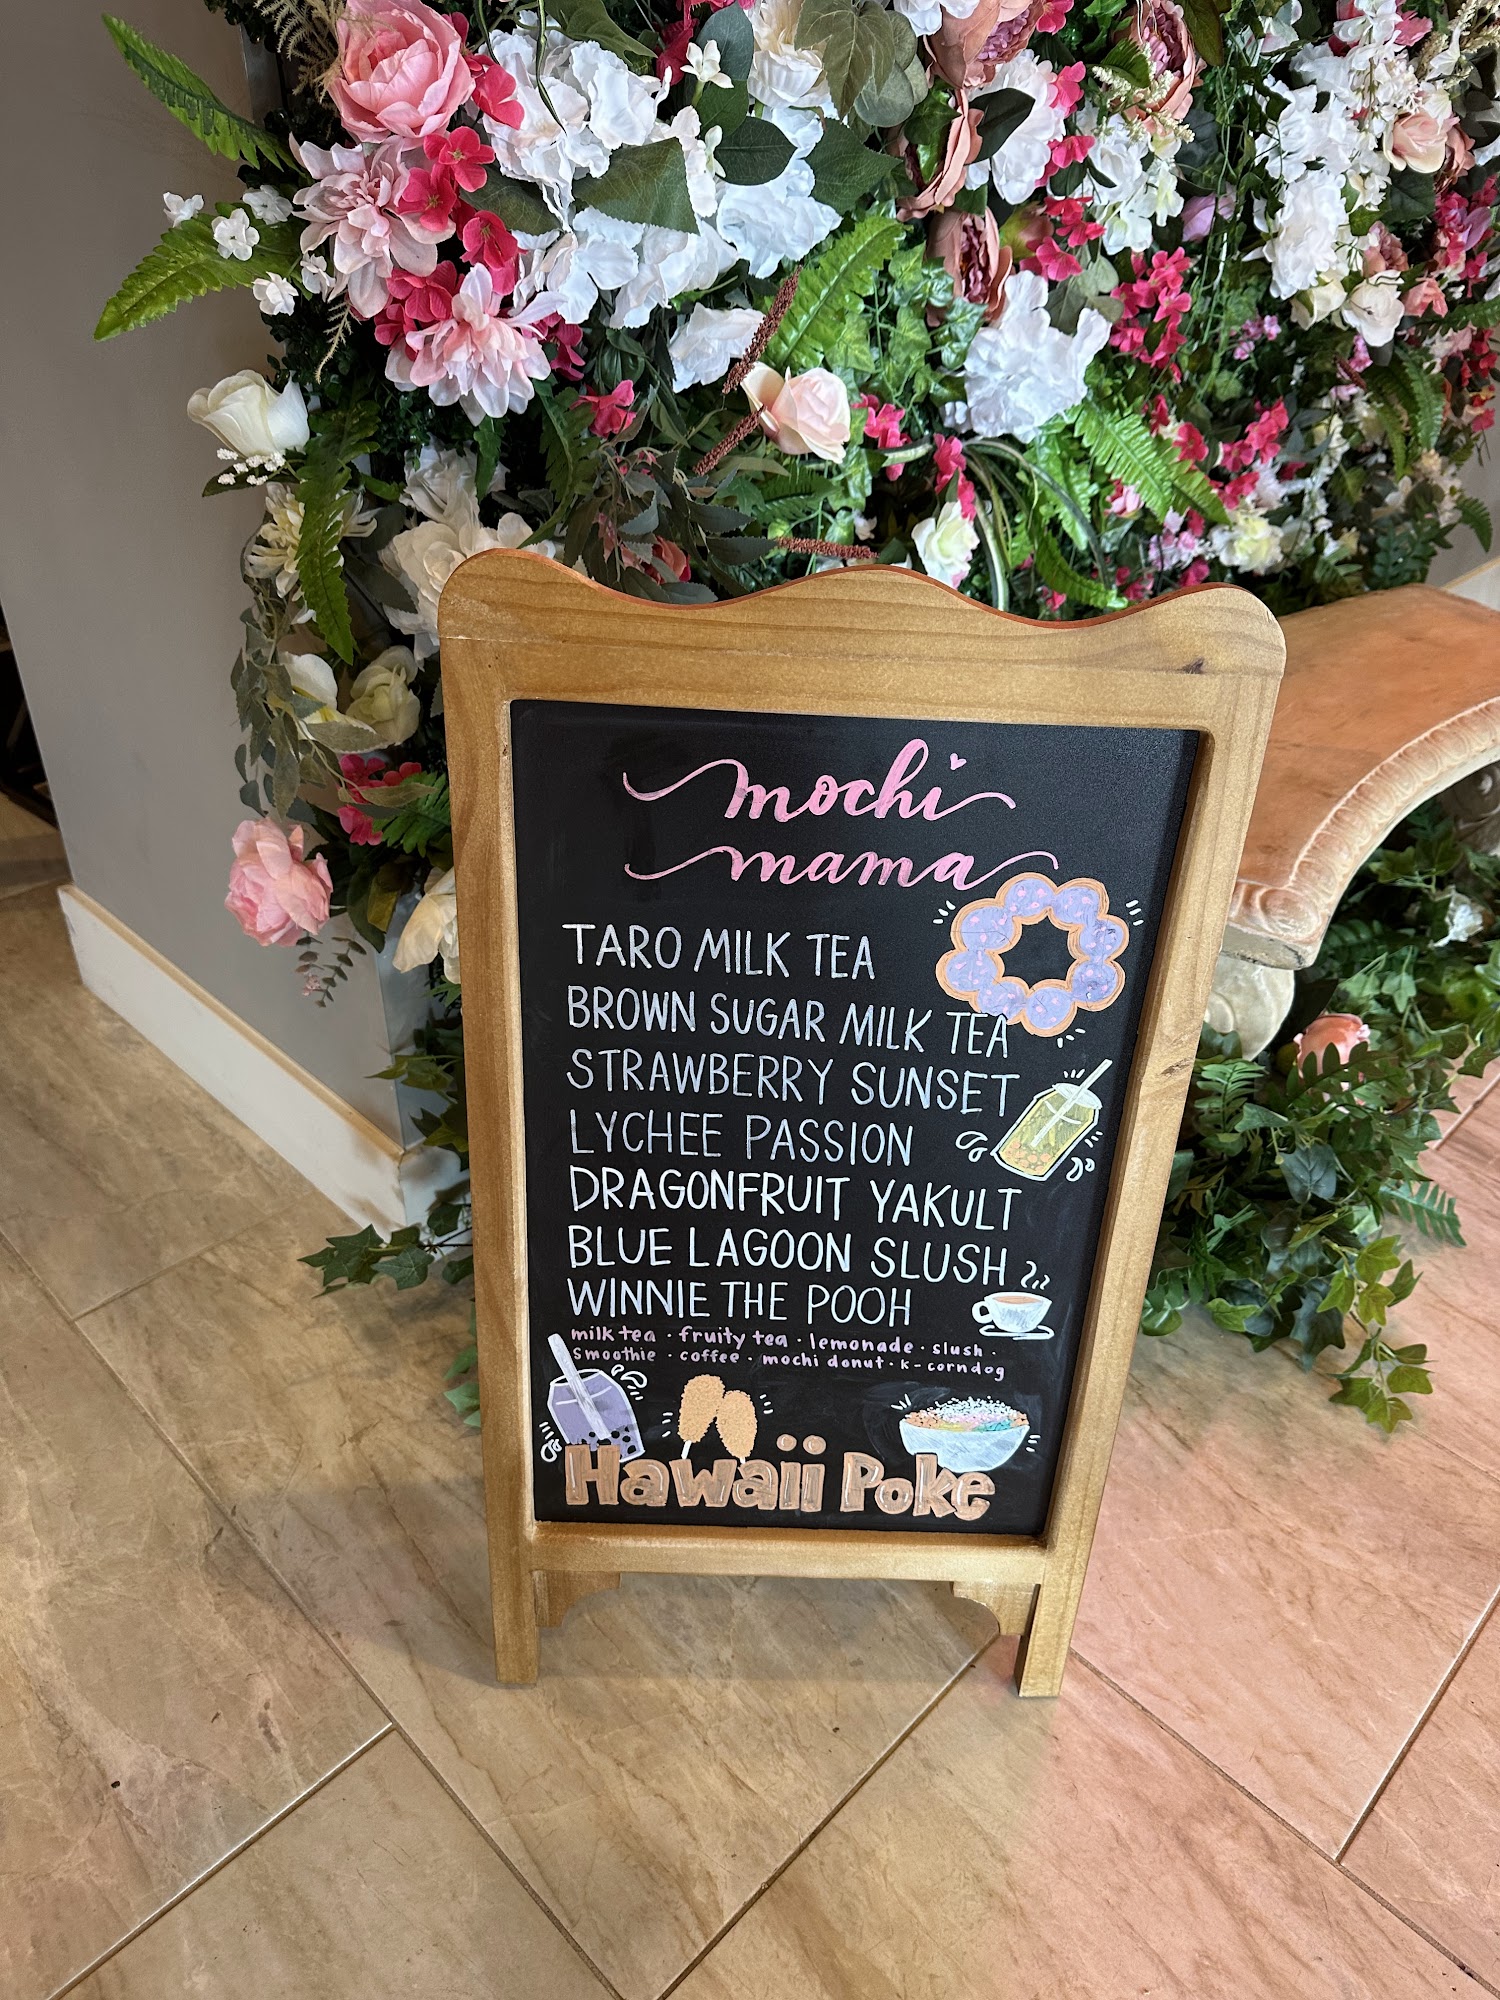 mochi
mama
TARO MILK TEA
BROWN SUGAR MILK TEA
STRAWBERRY SUNSET
LYCHEE PASSION
DRAGONFRUIT YAKULT
BLUE LAGOON SLUSH
WINNIE THE POOH
milk tea · fruity tea · lemonade · slush ·
smoothie · coffee · mochi donut · k-corndog
Hawaii Poke